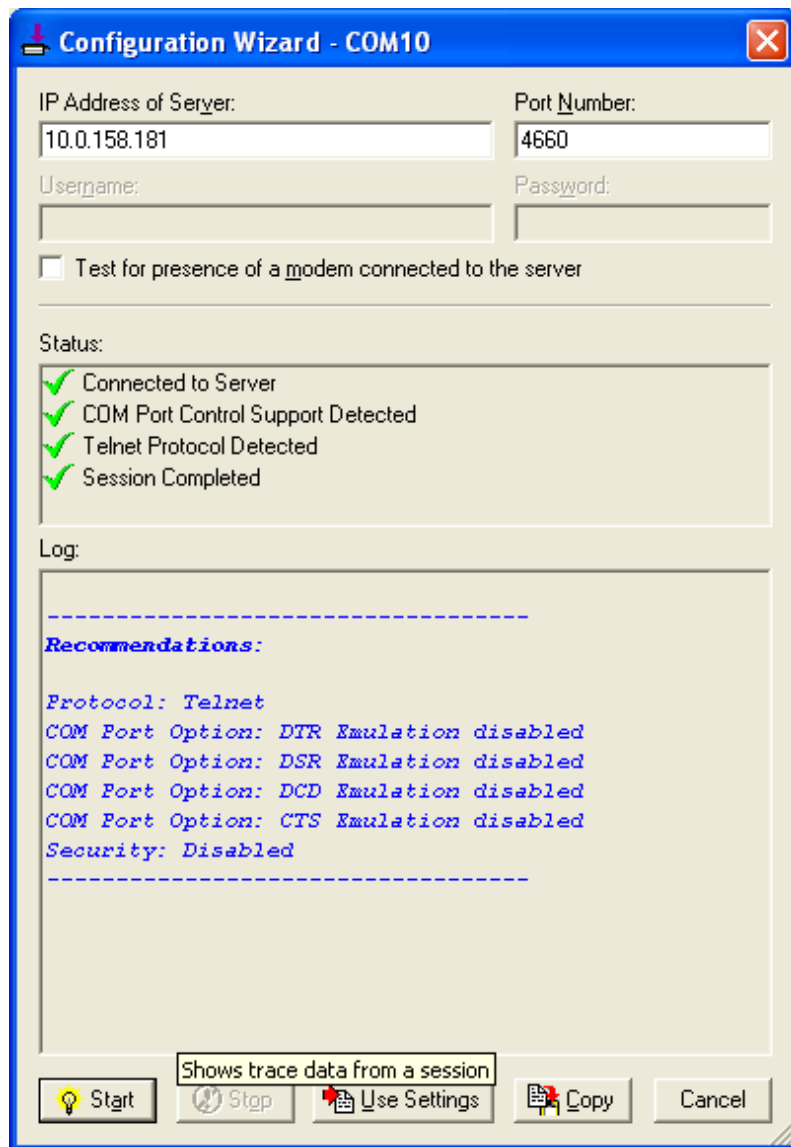 Configuration Wizard - COM10
IP Address of Server:
Port Number:
10.0.158.181
4660
Username:
Password:
Test for presence of a modem connected to the server
Status:
Connected to Server
COM Port Control Support Detected
Telnet Protocol Detected
Session Completed
Log:
-----------------------------------
Recommendations:
Protocol: Telnet
COM Port Option: DTR Emulation disabled
COM Port Option: DSR Emulation disabled
COM Port Option: DCD Emulation disabled
COM Port Option: CTS Emulation disabled
Security: Disabled
-----------------------------------
Shows trace data from a session
Start
Stop
Use Settings
Copy
Cancel